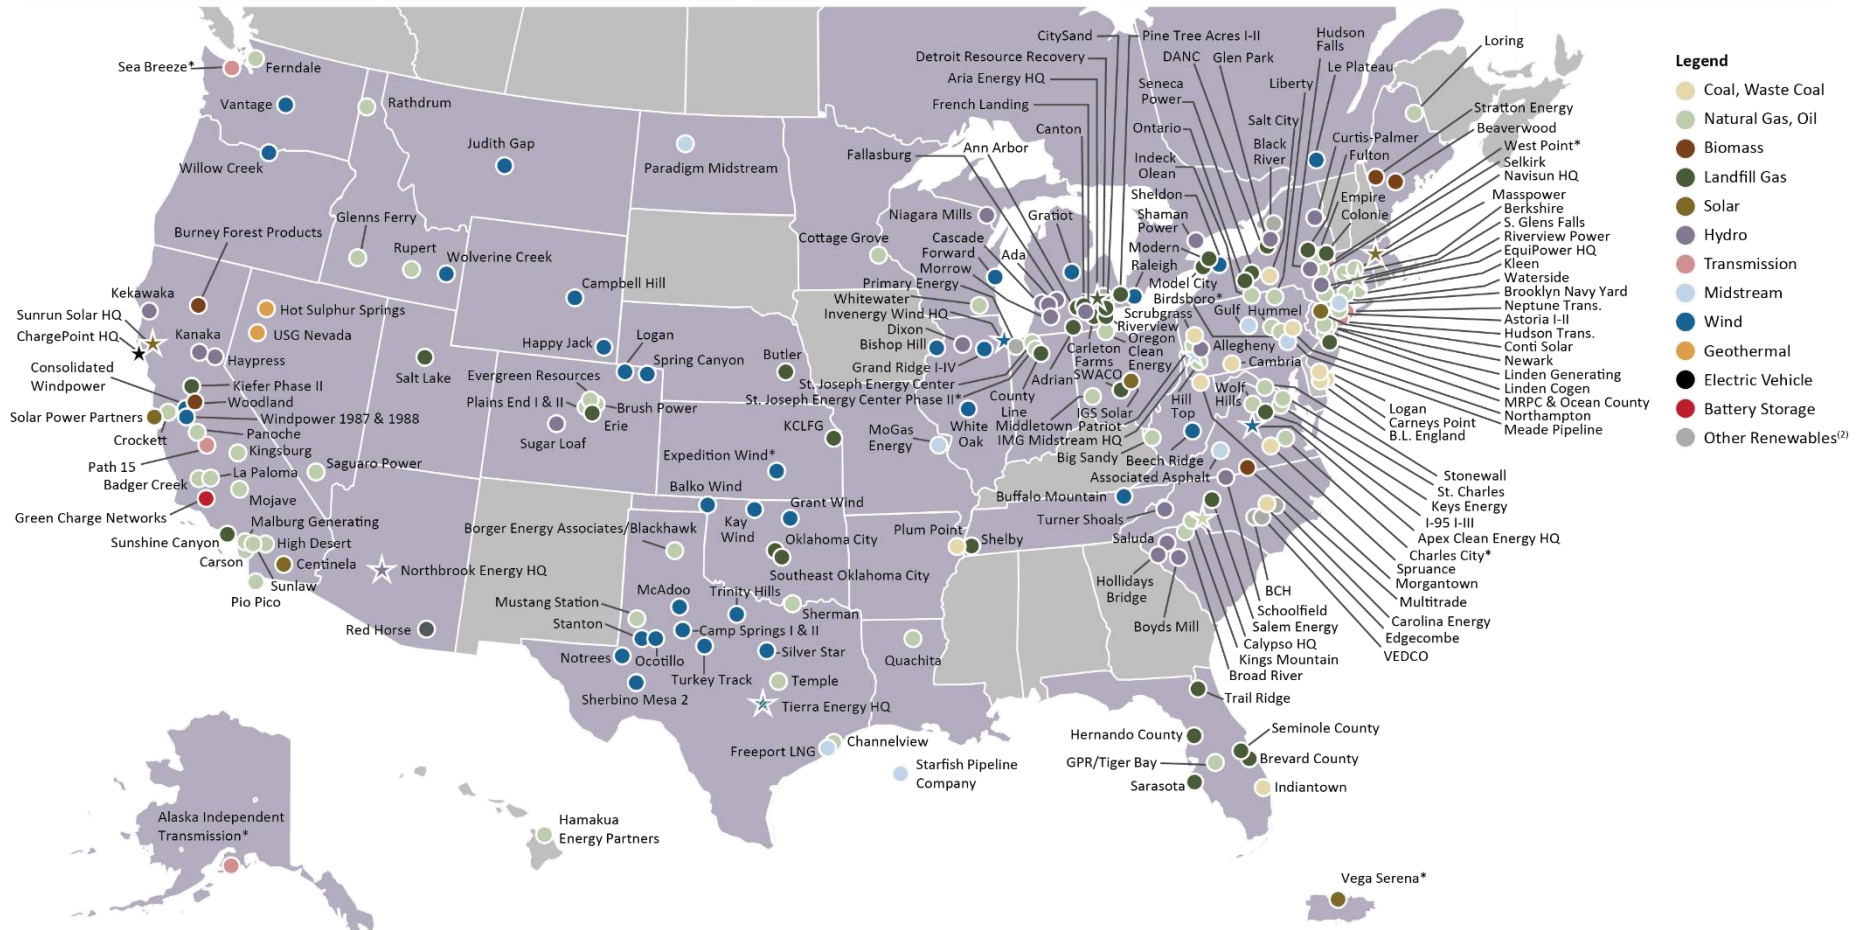 Sea Breeze*
Ferndale
Vantage
Rathdrum
Willow Creek
Judith Gap
Paradigm Midstream
Glenns Ferry
Burney Forest Products
Rupert
Wolverine Creek
Campbell Hill
Kekawaka
Hot Sulphur Springs
Sunrun Solar HQ
ChargePoint HQ
Kanaka
USG Nevada
Haypress
Happy Jack
Logan
Spring Canyon
Consolidated
Windpower
Kiefer Phase II
Woodland
Salt Lake
Evergreen Resources
Butler
Solar Power Partners
Windpower 1987 & 1988
Plains End I & II
Brush Power
Erie
Crockett
Panoche
Sugar Loaf
KCLFG
Kingsburg
Path 15
Saguaro Power
Expedition Wind*
La Paloma
Badger Creek
Mojave
Balko Wind
Grant Wind
Green Charge Networks
Malburg Generating
Borger Energy Associates/Blackhawk
Kay
Wind
Sunshine Canyon
High Desert
Oklahoma City
Carson
Centinela
Northbrook Energy HQ
Southeast Oklahoma City
Sunlaw
Pio Pico
McAdoo
Trinity Hills
Mustang Station
Sherman
Red Horse
Stanton
Camp Springs I & II
Notrees
Ocotillo
Silver Star
Turkey Track
Temple
Sherbino Mesa 2
Tierra Energy HQ
Quachita
Freeport LNG
Channelview
Starfish Pipeline
Company
Alaska Independent
Transmission*
Hamakua
Energy Partners
CitySand
Pine Tree Acres I-II
Detroit Resource Recovery
Aria Energy HQ
French Landing
Canton
Fallasburg
Ann Arbor
DANC
Glen Park
Seneca
Power
Ontario
Indeck
Olean
Sheldon
Shaman
Power
Modern
Raleigh
Model City
Birdsboro*
Hudson
Falls
Le Plateau
Liberty
Salt City
Black
River
Curtis-Palmer
Fulton
Empire
Colonie
Niagara Mills
Gratiot
Cottage Grove
Cascade
Forward
Ada
Morrow
Primary Energy
Whitewater
Invenergy Wind HQ
Dixon
Bishop Hill
Grand Ridge I-IV
St. Joseph Energy Center
St. Joseph Energy Center Phase II*
Scrubgrass
Riverview
Oregon
Clean
Energy
Carleton
Farms
SWACO
Adrian
County
Line
IGS Solar
Middletown
Patriot
IMG Midstream HQ
White
Oak
MoGas
Energy
Gulf
Hummel
Allegheny
Cambria
Wolf
Hills
Hill
Top
Big Sandy
Beech Ridge
Associated Asphalt
Buffalo Mountain
Turner Shoals
Plum Point
Shelby
Saluda
Hollidays
Bridge
Boyds Mill
Loring
Stratton Energy
Beaverwood
West Point*
Selkirk
Navisun HQ
Masspower
Berkshire
S. Glens Falls
Riverview Power
EquiPower HQ
Kleen
Waterside
Brooklyn Navy Yard
Neptune Trans.
Astoria I-II
Hudson Trans.
Conti Solar
Newark
Linden Generating
Linden Cogen
MRPC & Ocean County
Northampton
Meade Pipeline
Logan
Carneys Point
B.L. England
Stonewall
St. Charles
Keys Energy
I-95 I-III
Apex Clean Energy HQ
Charles City*
Spruance
Morgantown
Multitrade
Carolina Energy
Edgecombe
VEDCO
BCH
Schoolfield
Salem Energy
Calypso HQ
Kings Mountain
Broad River
Trail Ridge
Hernando County
Seminole County
GPR/Tiger Bay
Brevard County
Sarasota
Indiantown
Vega Serena*
Legend
Coal, Waste Coal
Natural Gas, Oil
Biomass
Landfill Gas
Solar
Hydro
Transmission
Midstream
Wind
Geothermal
Electric Vehicle
Battery Storage
Other Renewables(2)